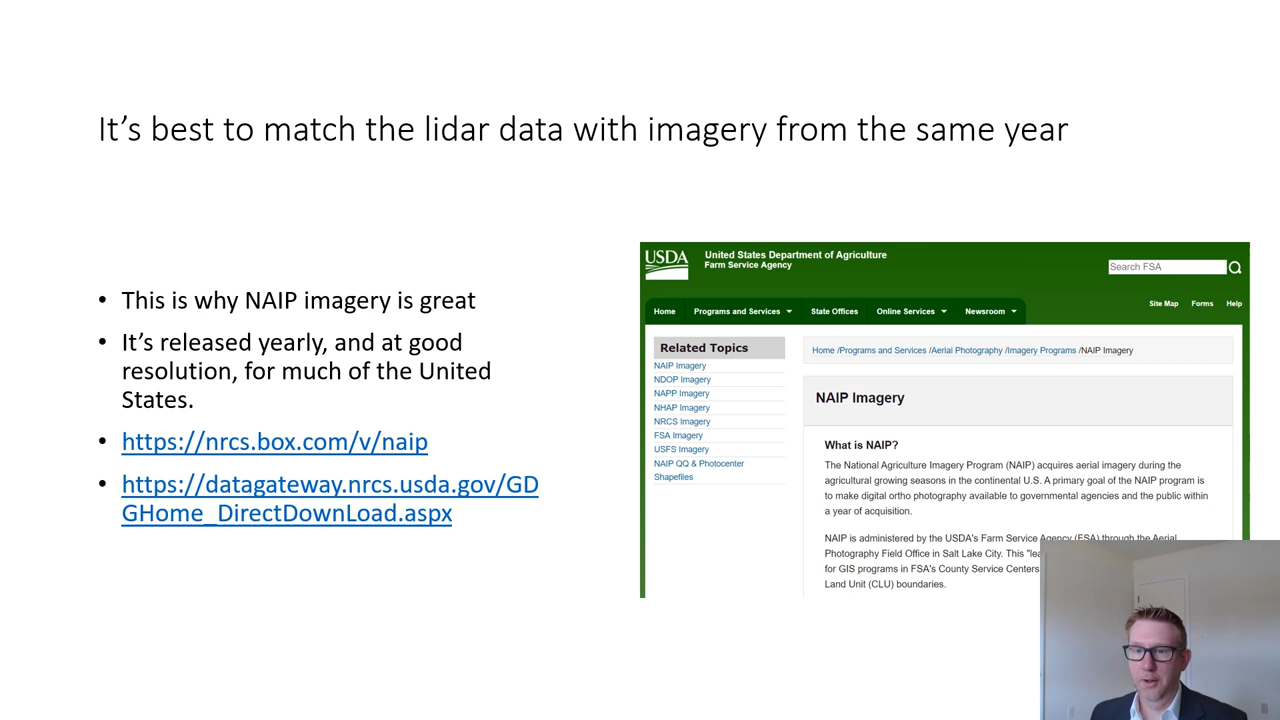 It’s best to match the lidar data with imagery from the same year
• This is why NAIP imagery is great
• It’s released yearly, and at good
resolution, for much of the United
States.
• https://nrcs.box.com/v/naip
• https://datagateway.nrcs.usda.gov/GD
GHome_DirectDownLoad.aspx
USDA
United States Department of Agriculture
Farm Service Agency
Search FSA
Site Map Forms Help
Home Programs and Services State Offices Online Services Newsroom
Related Topics
NAIP Imagery
NDOP Imagery
NAPP Imagery
NHAP Imagery
NRCS Imagery
FSA Imagery
USFS Imagery
NAIP QQ & Photocenter
Shapefiles
Home /Programs and Services /Aerial Photography /Imagery Programs /NAIP Imagery
NAIP Imagery
What is NAIP?
The National Agriculture Imagery Program (NAIP) acquires aerial imagery during the
agricultural growing seasons in the continental U.S. A primary goal of the NAIP program is
to make digital ortho photography available to governmental agencies and the public within
a year of acquisition.
NAIP is administered by the USDA's Farm Service Agency (FSA) through the Aerial
Photography Field Office in Salt Lake City. This "lea
for GIS programs in FSA's County Service Centers
Land Unit (CLU) boundaries.